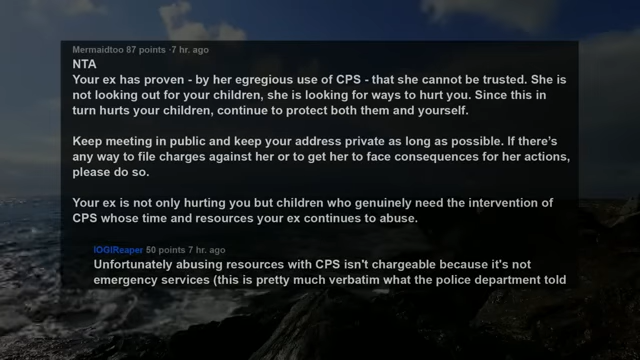 Mermaidtoo 87 points ·7 hr. ago
NTA
Your ex has proven - by her egregious use of CPS - that she cannot be trusted. She is
not looking out for your children, she is looking for ways to hurt you. Since this in
turn hurts your children, continue to protect both them and yourself.
Keep meeting in public and keep your address private as long as possible. If there's
any way to file charges against her or to get her to face consequences for her actions,
please do so.
Your ex is not only hurting you but children who genuinely need the intervention of
CPS whose time and resources your ex continues to abuse.
IOGIReaper 50 points 7 hr. ago
Unfortunately abusing resources with CPS isn't chargeable because it's not
emergency services (this is pretty much verbatim what the police department told